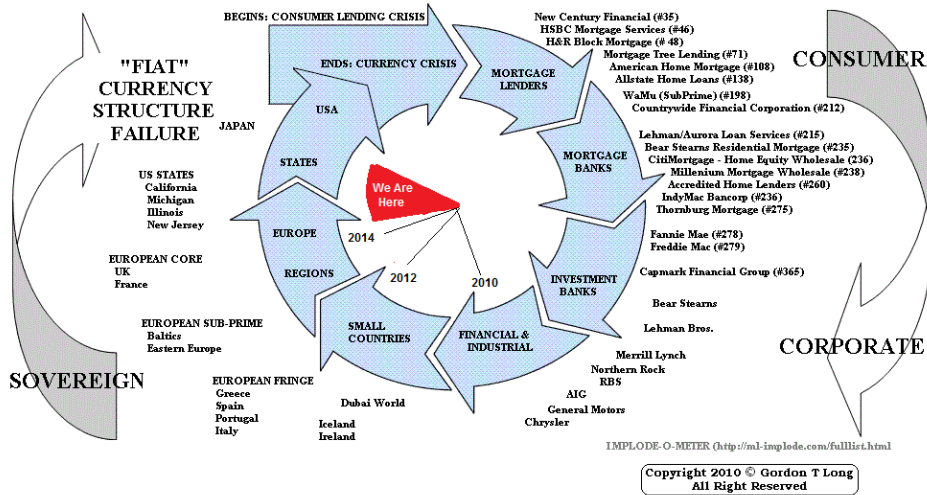 BEGINS: CONSUMER LENDING CRISIS
ENDS: CURRENCY CRISIS
"FIAT"
CURRENCY
STRUCTURE
FAILURE
USA
JAPAN
STATES
US STATES
California
Michigan
Illinois
New Jersey
EUROPE
REGIONS
EUROPEAN CORE
UK
France
EUROPEAN SUB-PRIME
Baltics
Eastern Europe
SOVEREIGN
EUROPEAN FRINGE
Greece
Spain
Portugal
Italy
SMALL
COUNTRIES
Dubai World
Iceland
Ireland
We Are
Here
2014
2012
2010
MORTGAGE
LENDERS
New Century Financial (#35)
HSBC Mortgage Services (#46)
H&R Block Mortgage (# 48)
Mortgage Tree Lending (#71)
American Home Mortgage (#108)
Allstate Home Loans (#138)
WaMu (SubPrime) (#198)
Countrywide Financial Corporation (#212)
CONSUMER
MORTGAGE
BANKS
Lehman/Aurora Loan Services (#215)
Bear Stearns Residential Mortgage (#235)
CitiMortgage - Home Equity Wholesale (236)
Millenium Mortgage Wholesale (#238)
Accredited Home Lenders (#260)
IndyMac Bancorp (#236)
Thornburg Mortgage (#275)
Fannie Mae (#278)
Freddie Mac (#279)
Capmark Financial Group (#365)
INVESTMENT
BANKS
Bear Stearns
Lehman Bros.
Merrill Lynch
Northern Rock
RBS
CORPORATE
FINANCIAL &
INDUSTRIAL
AIG
General Motors
Chrysler
IMPLODE-O-METER (http://ml-implode.com/fulllist.html
Copyright 2010 © Gordon T Long
All Right Reserved